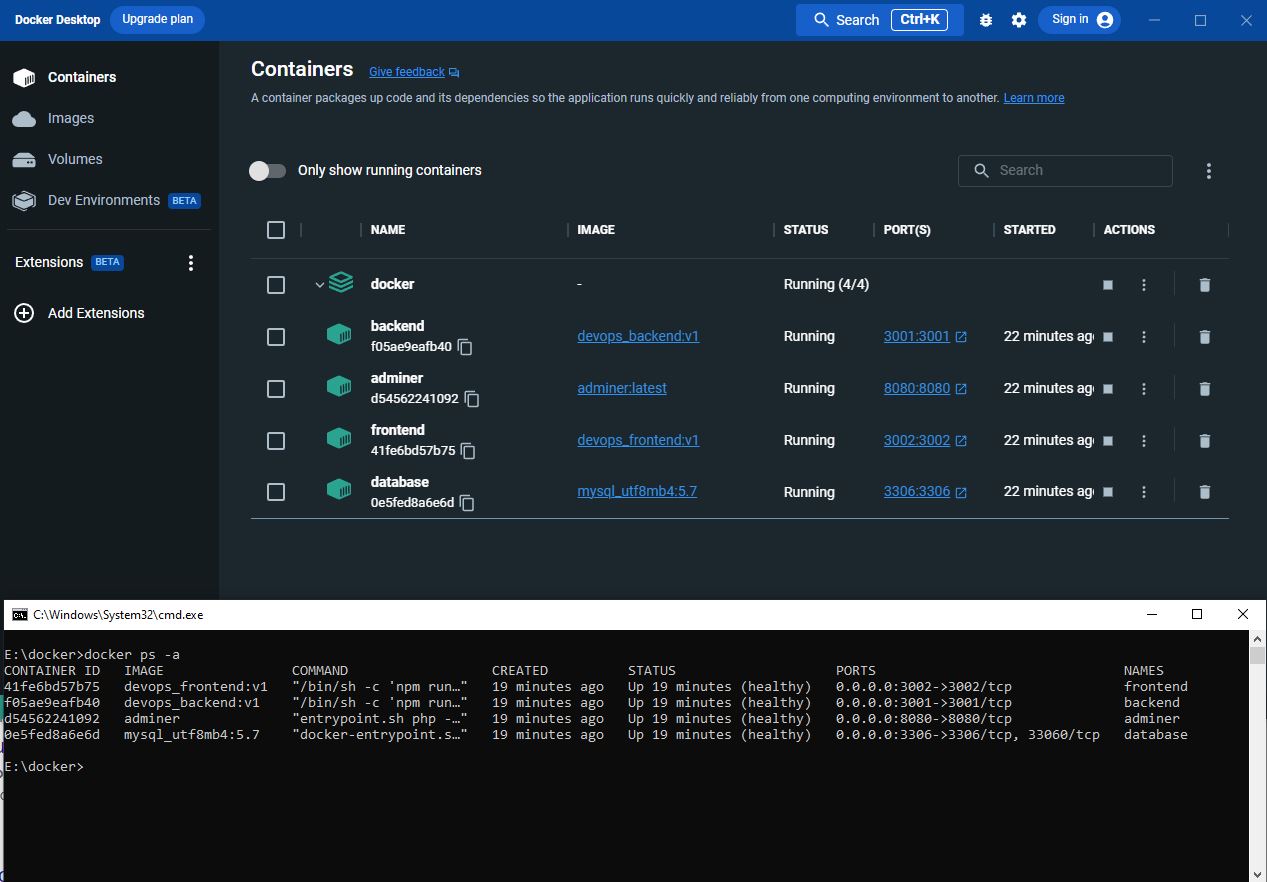 Docker Desktop Upgrade plan Search Ctrl+K Sign in
Containers
Images
Volumes
Dev Environments BETA
Extensions BETA
Add Extensions
Containers Give feedback
A container packages up code and its dependencies so the application runs quickly and reliably from one computing environment to another. Learn more
Only show running containers Search
NAME IMAGE STATUS PORT(S) STARTED ACTIONS
docker - Running (4/4)
backend
f05ae9eafb40 devops_backend:v1 Running 3001:3001 22 minutes ago
adminer
d54562241092 adminer:latest Running 8080:8080 22 minutes ago
frontend
41fe6bd57b75 devops_frontend:v1 Running 3002:3002 22 minutes ago
database
0e5fed8a6e6d mysql_utf8mb4:5.7 Running 3306:3306 22 minutes ago
C:\Windows\System32\cmd.exe
E:\docker>docker ps -a
CONTAINER ID IMAGE COMMAND CREATED STATUS PORTS NAMES
41fe6bd57b75 devops_frontend:v1 "/bin/sh -c 'npm run…" 19 minutes ago Up 19 minutes (healthy) 0.0.0.0:3002->3002/tcp frontend
f05ae9eafb40 devops_backend:v1 "/bin/sh -c 'npm run…" 19 minutes ago Up 19 minutes (healthy) 0.0.0.0:3001->3001/tcp backend
d54562241092 adminer "entrypoint.sh php -…" 19 minutes ago Up 19 minutes (healthy) 0.0.0.0:8080->8080/tcp adminer
0e5fed8a6e6d mysql_utf8mb4:5.7 "docker-entrypoint.s…" 19 minutes ago Up 19 minutes (healthy) 0.0.0.0:3306->3306/tcp, 33060/tcp database
E:\docker>